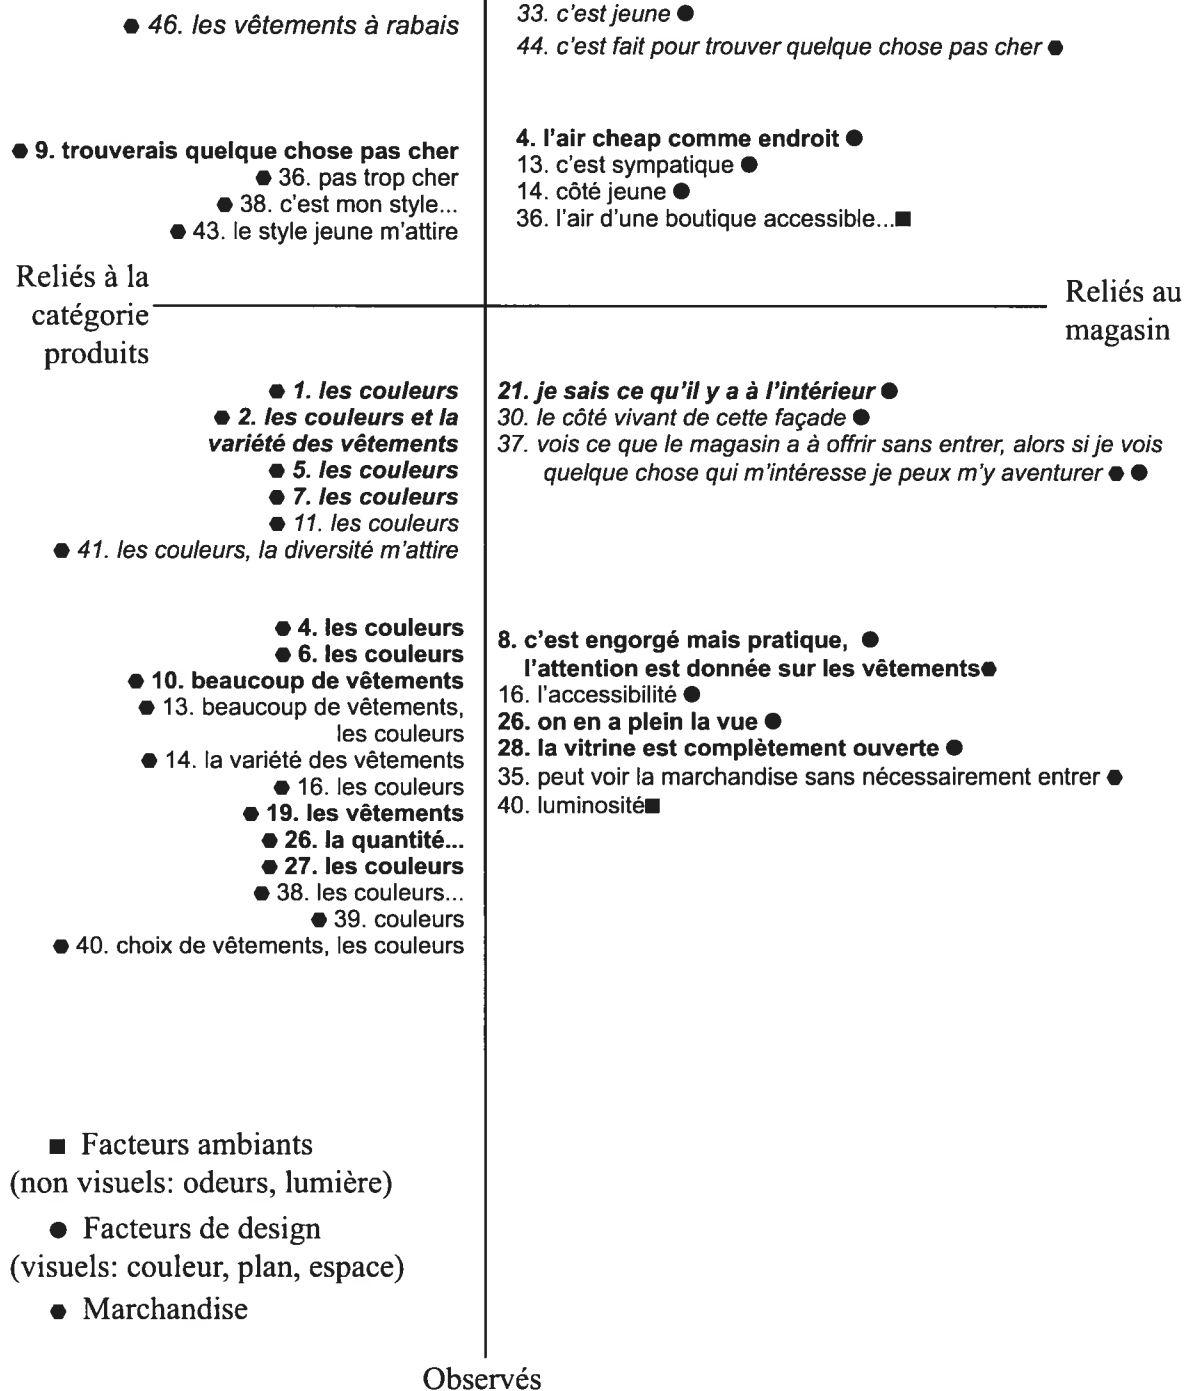 46. les vêtements à rabais
33. c'est jeune
44. c'est fait pour trouver quelque chose pas cher
9. trouverais quelque chose pas cher
36. pas trop cher
38. c'est mon style...
43. le style jeune m'attire
4. l'air cheap comme endroit
13. c'est sympatique
14. côté jeune
36. l'air d'une boutique accessible...
Reliés à la
catégorie
produits
Reliés au
magasin
1. les couleurs
2. les couleurs et la
variété des vêtements
5. les couleurs
7. les couleurs
11. les couleurs
41. les couleurs, la diversité m'attire
21. je sais ce qu'il y a à l'intérieur
30. le côté vivant de cette façade
37. vois ce que le magasin a à offrir sans entrer, alors si je vois
quelque chose qui m'intéresse je peux m'y aventurer
4. les couleurs
6. les couleurs
10. beaucoup de vêtements
13. beaucoup de vêtements,
les couleurs
14. la variété des vêtements
16. les couleurs
19. les vêtements
26. la quantité...
27. les couleurs
38. les couleurs...
39. couleurs
40. choix de vêtements, les couleurs
8. c'est engorgé mais pratique,
l'attention est donnée sur les vêtements
16. l'accessibilité
26. on en a plein la vue
28. la vitrine est complètement ouverte
35. peut voir la marchandise sans nécessairement entrer
40. luminosité
Facteurs ambiants
(non visuels: odeurs, lumière)
Facteurs de design
(visuels: couleur, plan, espace)
Marchandise
Observés